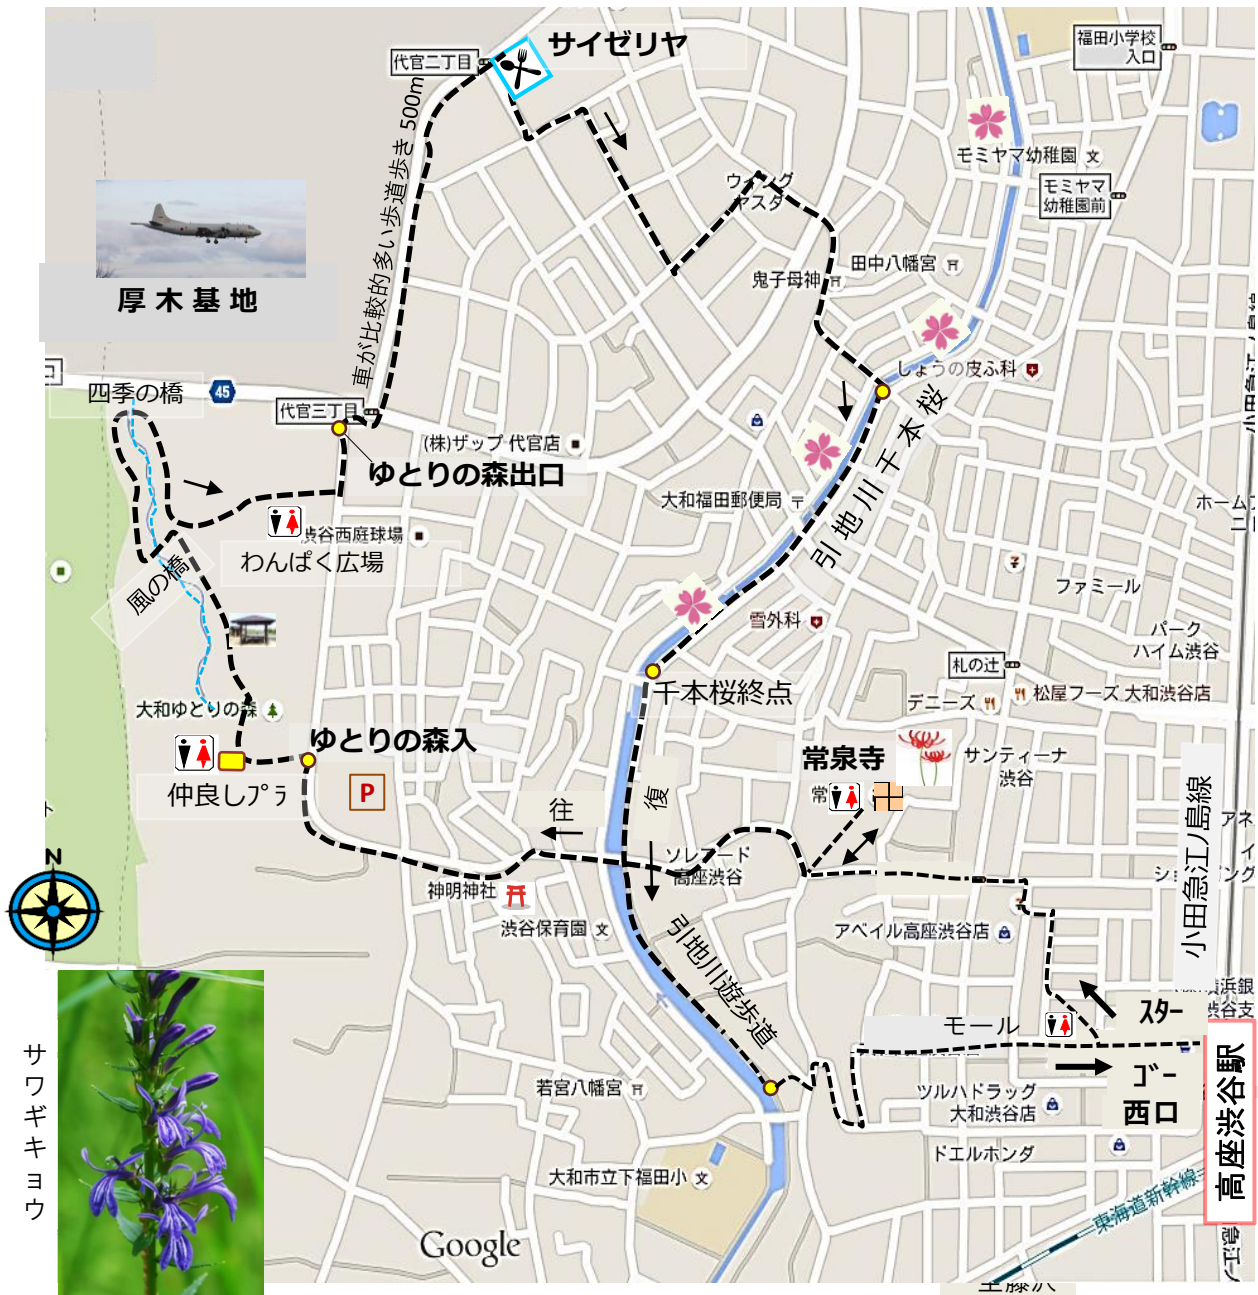 サイゼリヤ
代官二丁目
福田小学校
入口
車が比較的多い歩道歩き 500m
モミヤマ幼稚園
モミヤマ
幼稚園前
ウイング
ヤスダ
田中八幡宮
鬼子母神
厚木基地
しょうの皮ふ科
四季の橋
45
代官三丁目
(株)ザップ 代官店
ゆとりの森出口
引地川千本桜
大和福田郵便局
渋谷西庭球場
わんぱく広場
風の橋
ファミール
雪外科
パーク
ハイム渋谷
札の辻
千本桜終点
デニーズ
松屋フーズ 大和渋谷店
大和ゆとりの森
ゆとりの森入
仲良しプラ
P
常泉寺
サンティーナ
渋谷
常
往
復
小田急江ノ島線
ソレアード
高座渋谷
神明神社
渋谷保育園
アベイル高座渋谷店
引地川遊歩道
N
スター
モール
ゴー
西口
高座渋谷駅
若宮八幡宮
ツルハドラッグ
大和渋谷店
ドエルホンダ
大和市立下福田小
東海道新幹線
サワギキョウ
Google